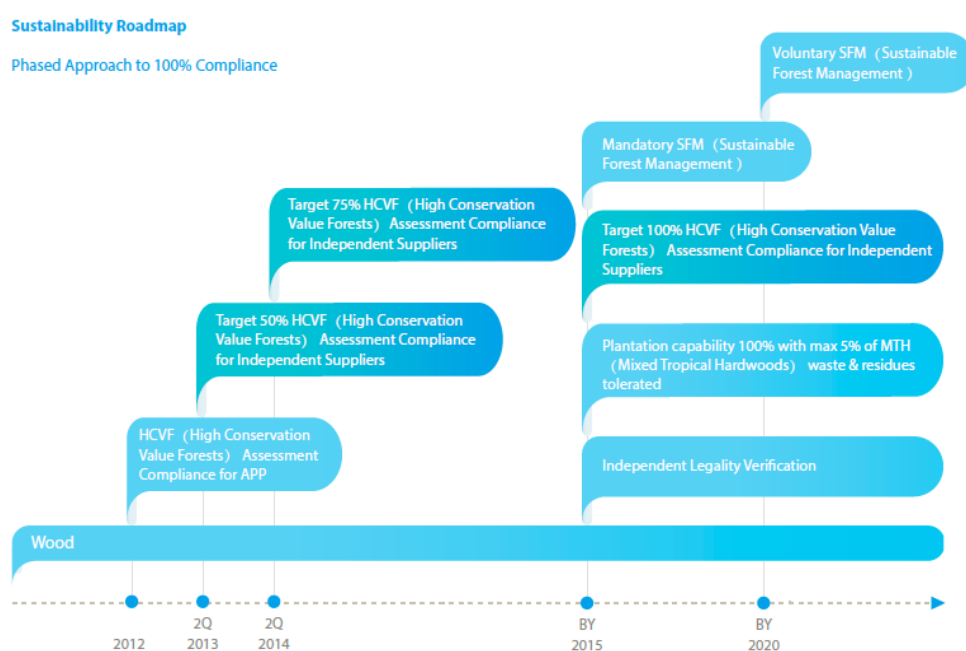 Sustainability Roadmap
Phased Approach to 100% Compliance
Voluntary SFM（Sustainable
Forest Management）
Mandatory SFM（Sustainable
Forest Management）
Target 75% HCVF（High Conservation
Value Forests） Assessment Compliance
for Independent Suppliers
Target 100% HCVF（High Conservation Value
Forests） Assessment Compliance for Independent
Suppliers
Target 50% HCVF（High Conservation
Value Forests） Assessment Compliance
for Independent Suppliers
Plantation capability 100% with max 5% of MTH
（Mixed Tropical Hardwoods） waste & residues
tolerated
HCVF（High Conservation
Value Forests） Assessment
Compliance for APP
Independent Legality Verification
Wood
2012
2Q
2013
2Q
2014
BY
2015
BY
2020